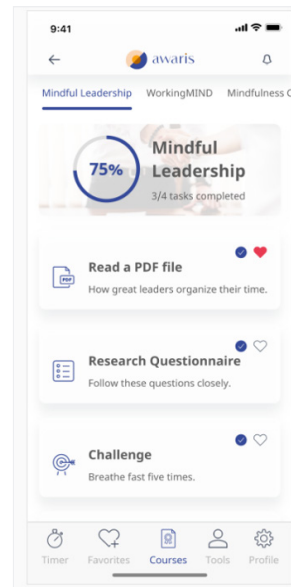 9:41
awaris
Mindful Leadership WorkingMIND Mindfulness C
75%
Mindful
Leadership
3/4 tasks completed
PDF
Read a PDF file
How great leaders organize their time.
Research Questionnaire
Follow these questions closely.
Challenge
Breathe fast five times.
Timer Favorites Courses Tools Profile